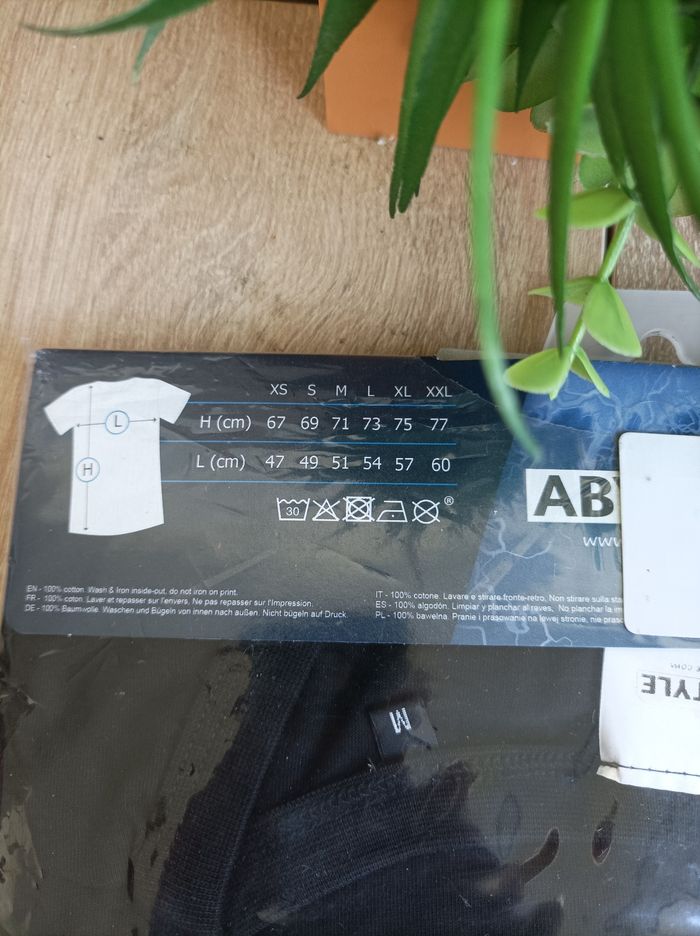 XS S M L XL XXL
H (cm) 67 69 71 73 75 77
L (cm) 47 49 51 54 57 60
L
H
30
®
AB
www
EN - 100% cotton. Wash & Iron inside-out, do not iron on print.
FR - 100% coton. Laver et repasser sur l'envers. Ne pas repasser sur l'impression.
DE - 100% Baumwolle. Waschen und Bügeln von innen nach außen. Nicht bügeln auf Druck.
IT - 100% cotone. Lavare e stirare fronte-retro. Non stirare sulla
ES - 100% algodón. Limpiar y planchar al reves. No planchar la
PL - 100% bawełna. Pranie i prasowanie na lewej stronie, nie
M
TYLE